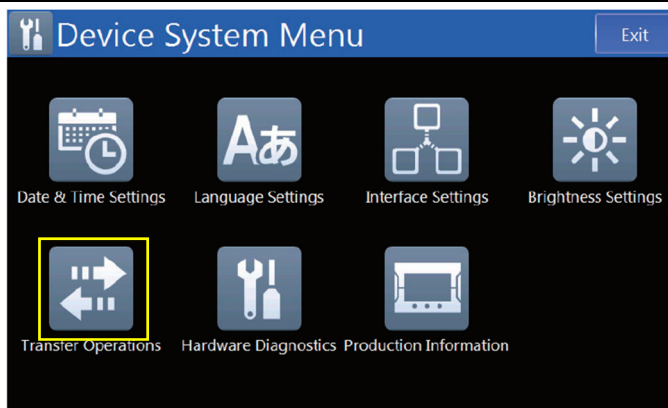 Device System Menu
Exit
Aあ
Date & Time Settings
Language Settings
Interface Settings
Brightness Settings
Transfer Operations
Hardware Diagnostics
Production Information